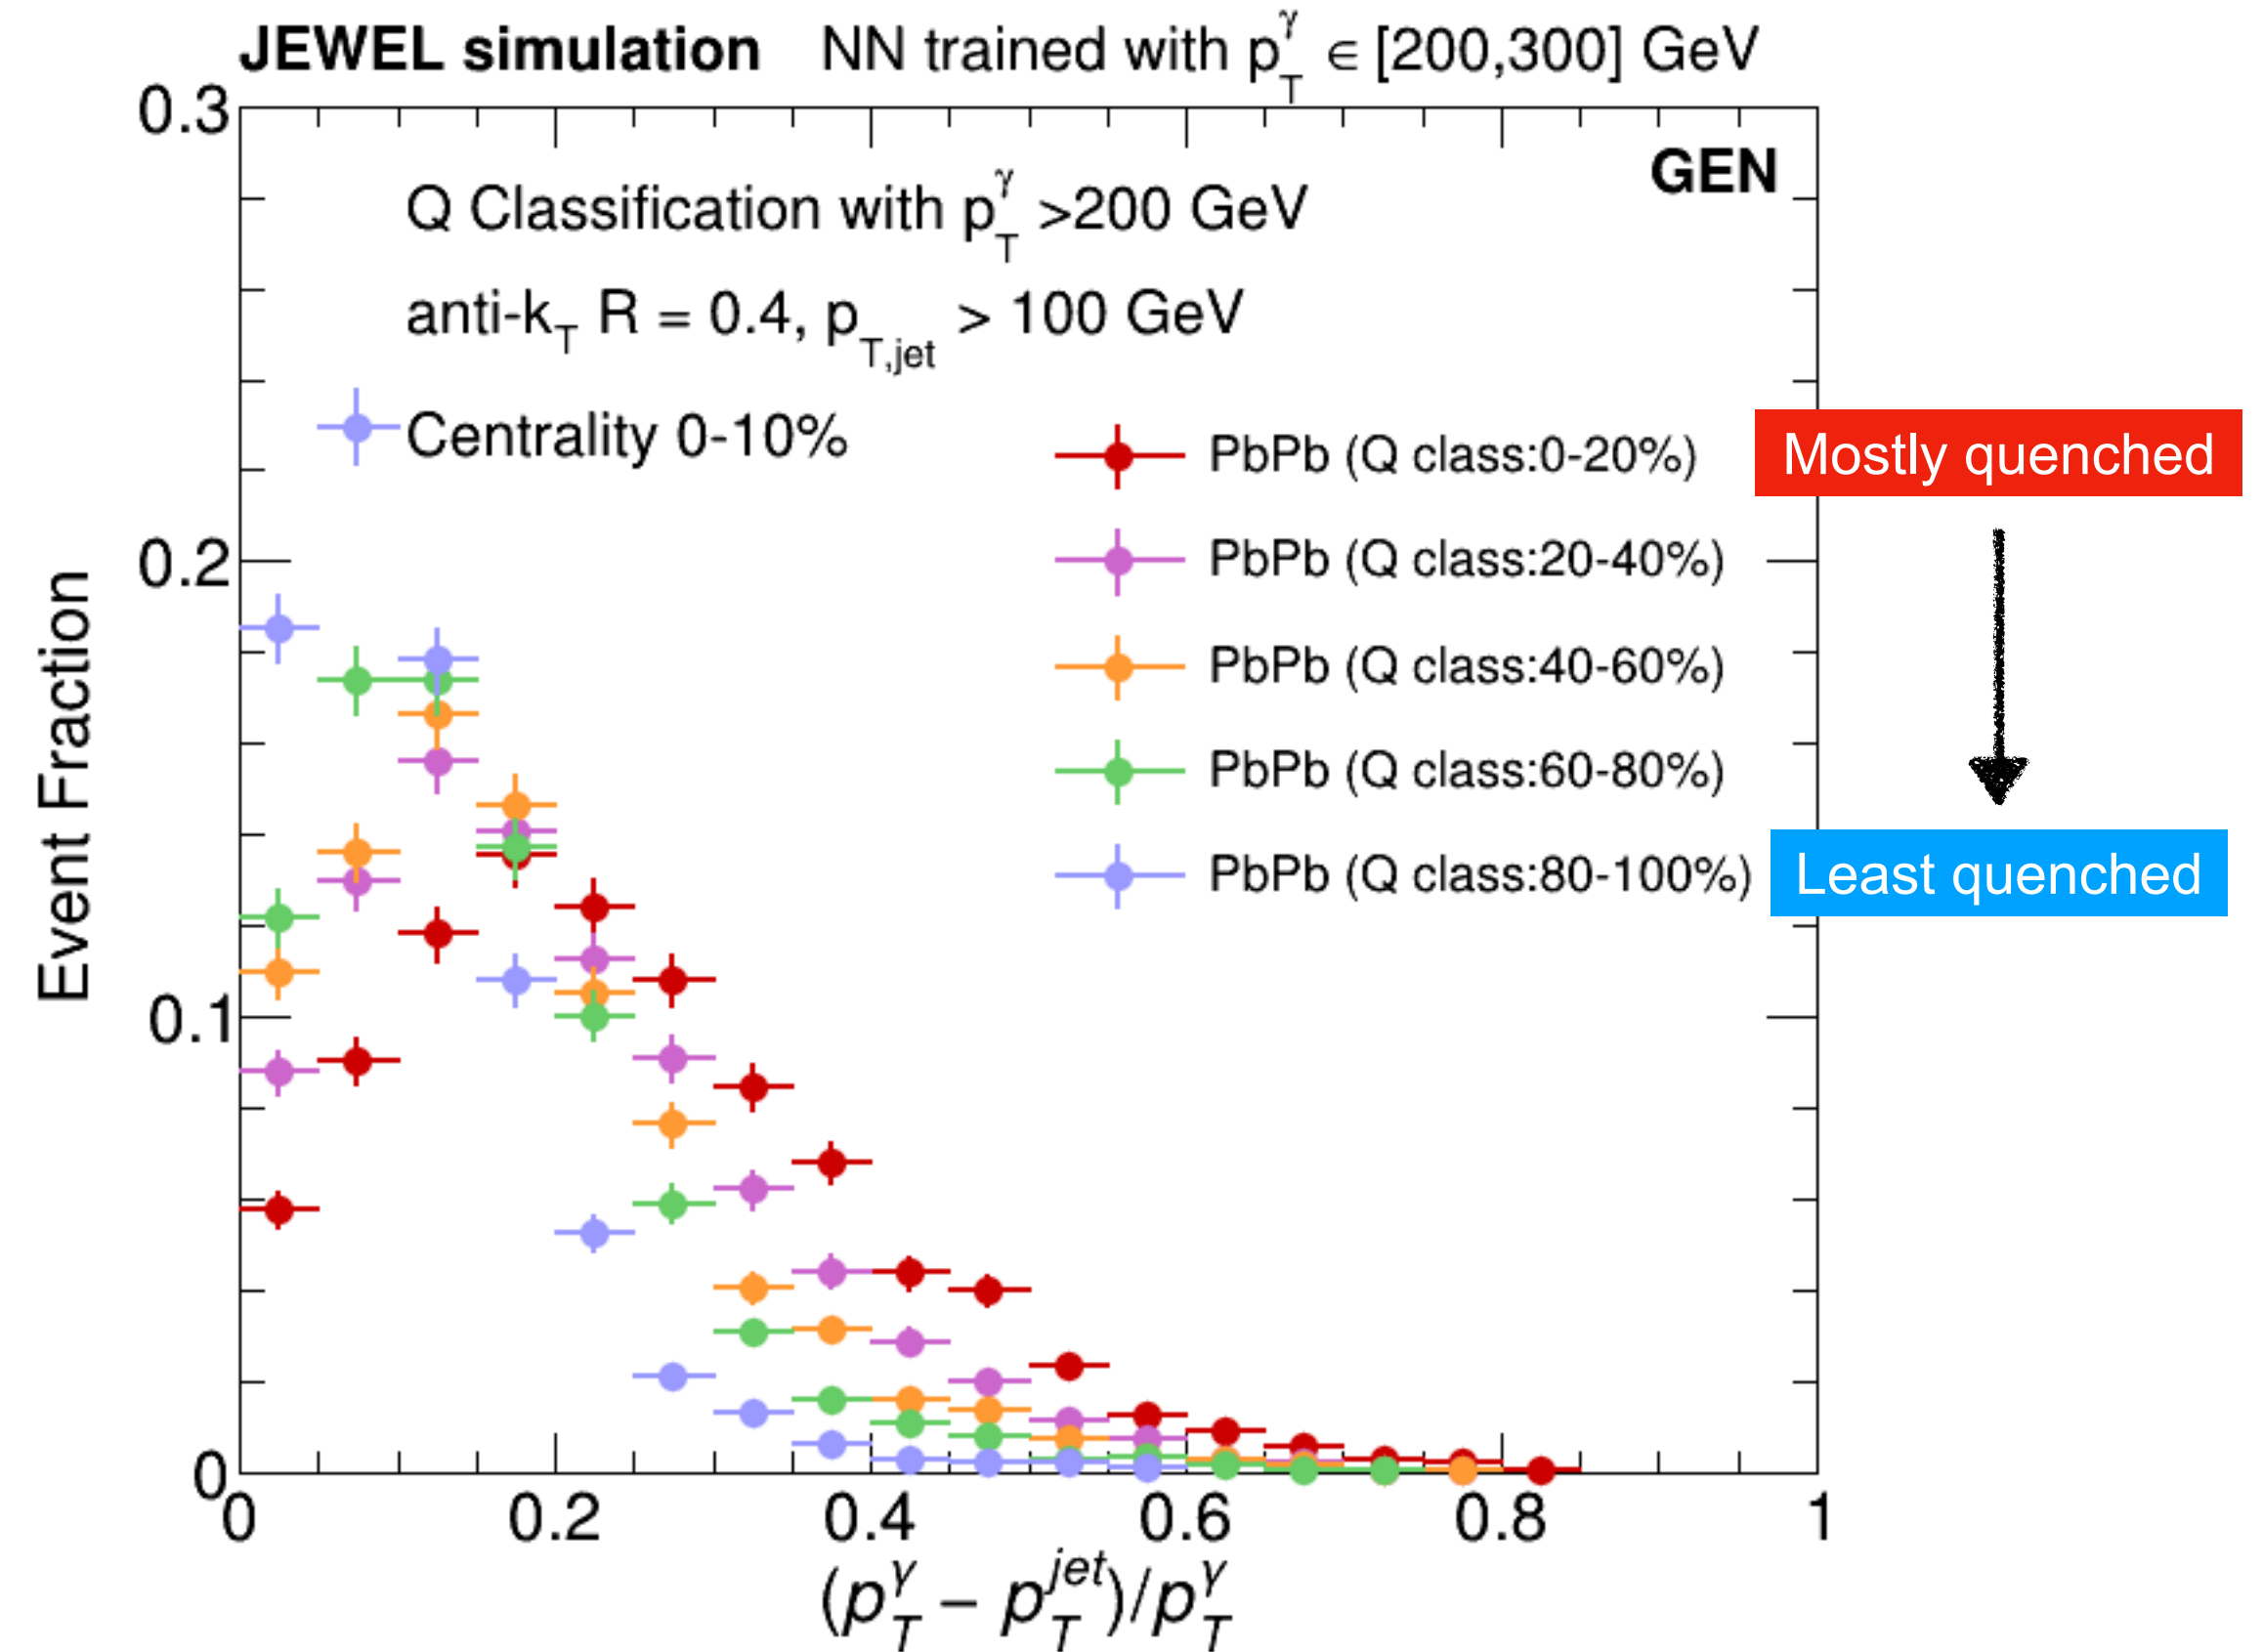 JEWEL simulation NN trained with p_T^γ ∈ [200,300] GeV
0.3
GEN
Q Classification with p_T^γ >200 GeV
anti-k_T R = 0.4, p_{T,jet} > 100 GeV
Centrality 0-10%
PbPb (Q class:0-20%) Mostly quenched
0.2
PbPb (Q class:20-40%)
PbPb (Q class:40-60%)
PbPb (Q class:60-80%)
PbPb (Q class:80-100%) Least quenched
Event Fraction
0.1
0
0 0.2 0.4 0.6 0.8 1
(p_T^γ − p_T^{jet})/p_T^γ